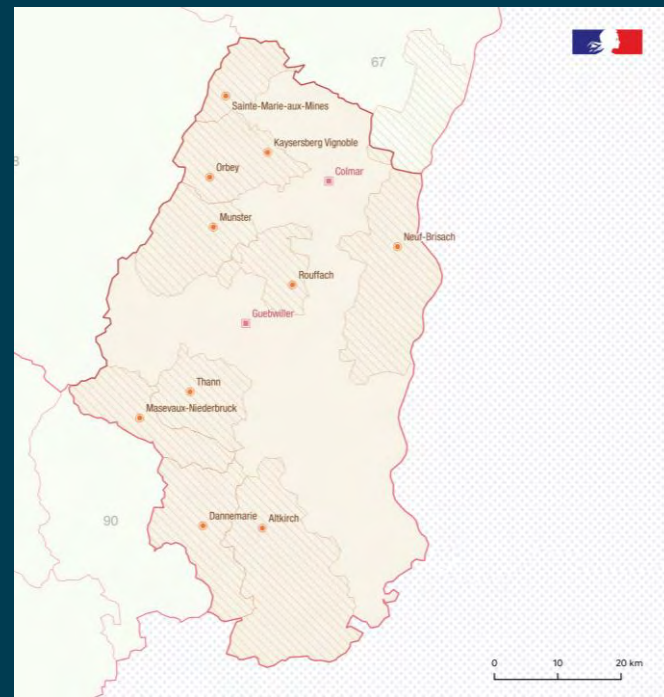 67
Sainte-Marie-aux-Mines
Kaysersberg Vignoble
Orbey
Colmar
Munster
Neuf-Brisach
Rouffach
Guebwiller
Thann
Masevaux-Niederbruck
90
Dannemarie
Altkirch
0 10 20 km